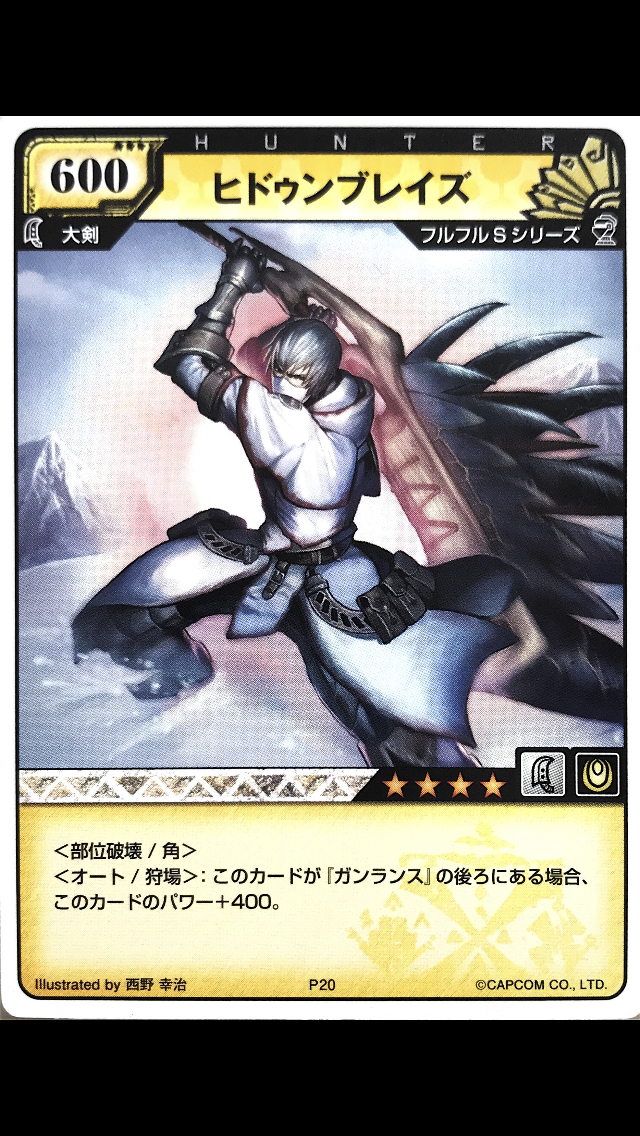 HUNTER
600
ヒドゥンブレイズ
大剣
フルフルSシリーズ
＜部位破壊 / 角＞
＜オート / 狩場＞：このカードが『ガンランス』の後ろにある場合、
このカードのパワー＋400。
Illustrated by 西野 幸治
P20
©CAPCOM CO., LTD.